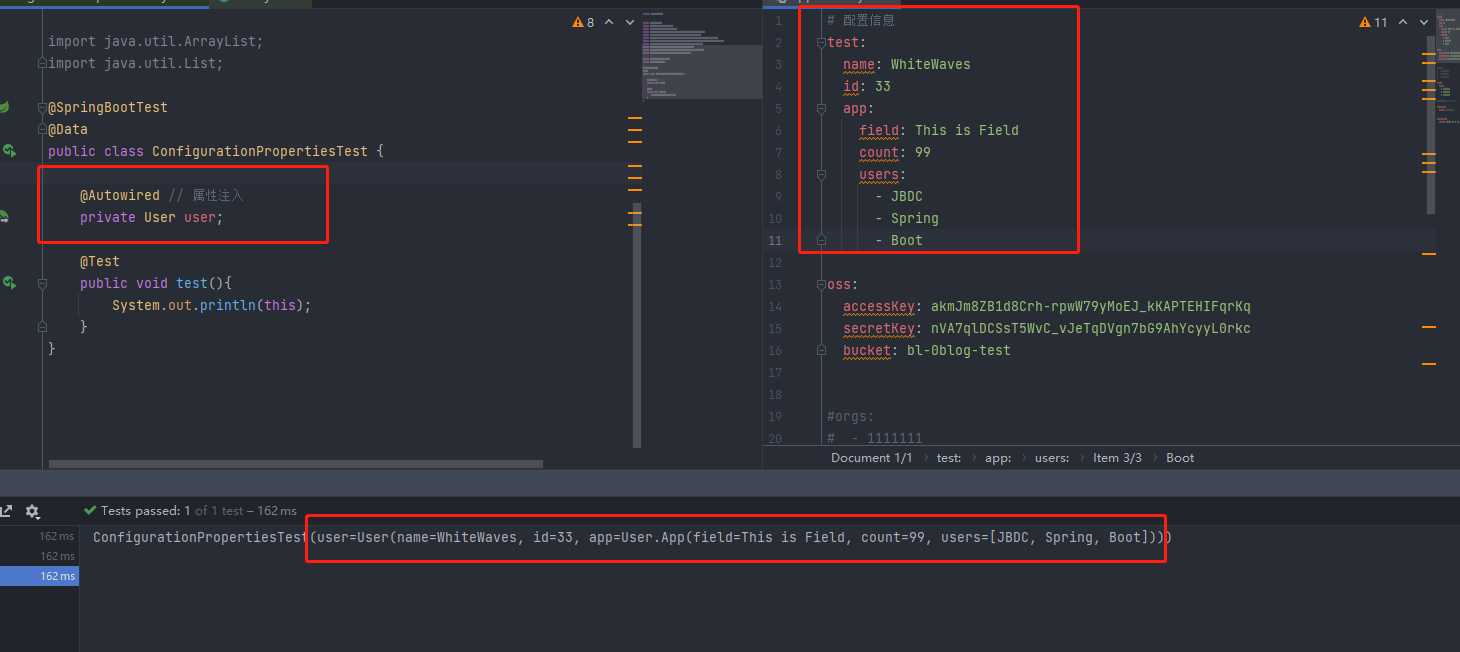 import java.util.ArrayList;
import java.util.List;
@SpringBootTest
@Data
public class ConfigurationPropertiesTest {
@Autowired // 属性注入
private User user;
@Test
public void test(){
System.out.println(this);
}
}
8
11
1 # 配置信息
2 test:
3 name: WhiteWaves
4 id: 33
5 app:
6 field: This is Field
7 count: 99
8 users:
9 - JBDC
10 - Spring
11 - Boot
12
13 oss:
14 accessKey: akmJm8ZB1d8Crh-rpwW79yMoEJ_kKAPTEHIFqrKq
15 secretKey: nVA7qlDCSsT5WvC_vJeTqDVgn7bG9AhYcyyL0rkc
16 bucket: bl-0blog-test
17
18
19 #orgs:
20 # - 1111111
Document 1/1 › test: › app: › users: › Item 3/3 › Boot
Tests passed: 1 of 1 test – 162 ms
162 ms
162 ms
162 ms
ConfigurationPropertiesTest(user=User(name=WhiteWaves, id=33, app=User.App(field=This is Field, count=99, users=[JBDC, Spring, Boot])))